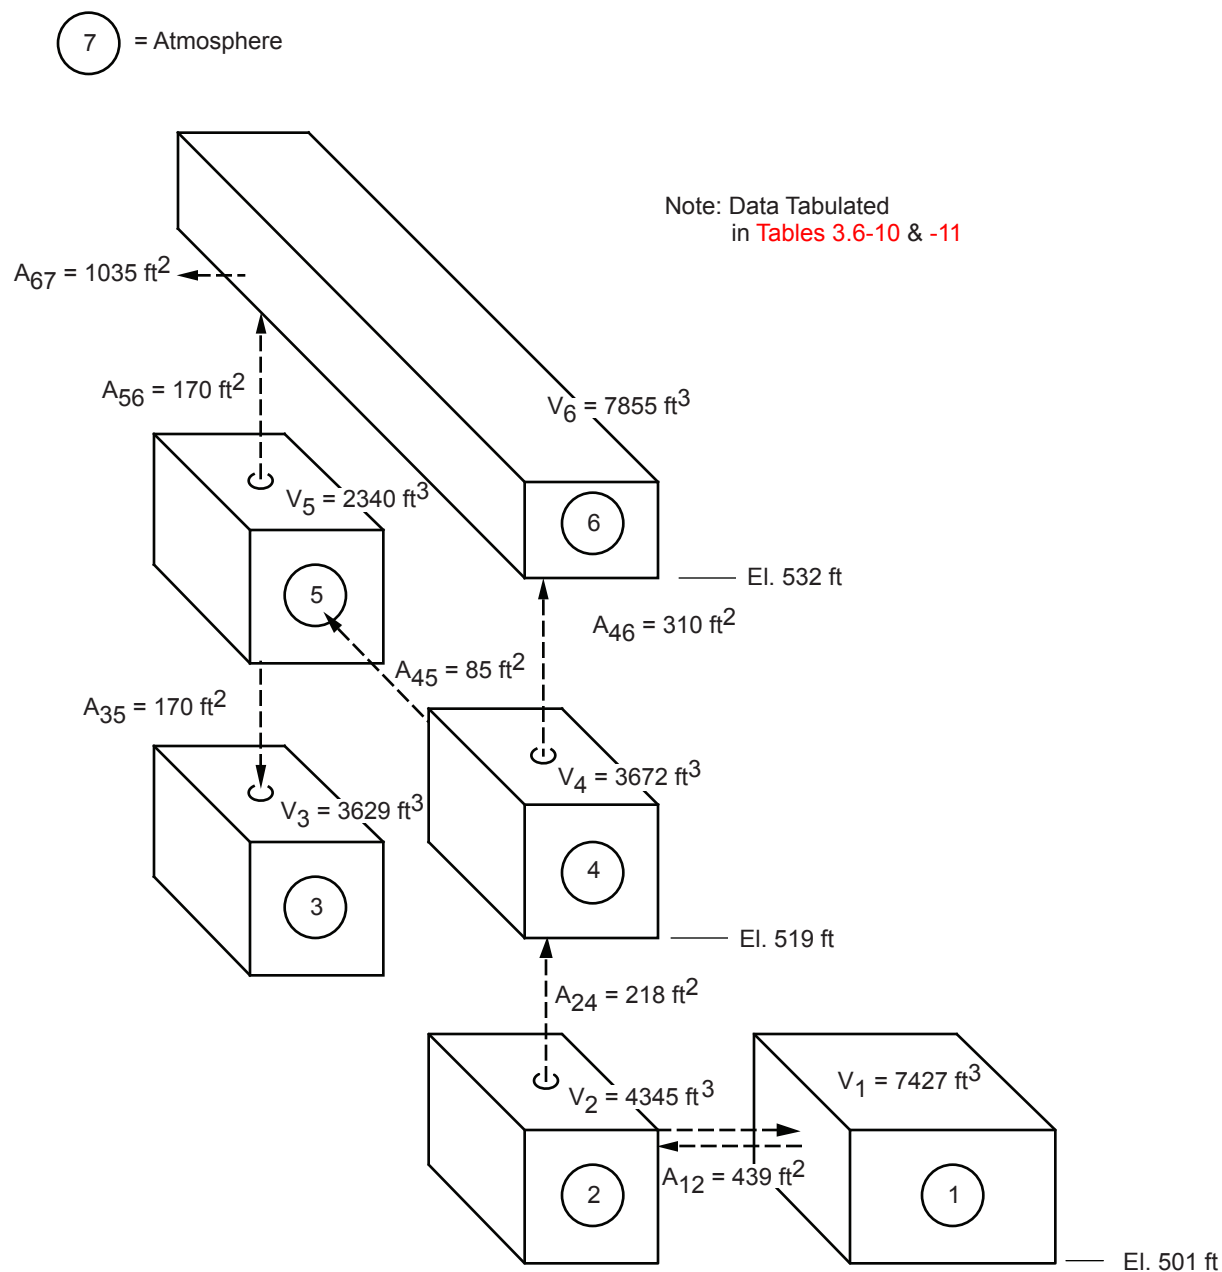 7 = Atmosphere
Note: Data Tabulated
in Tables 3.6-10 & -11
A67 = 1035 ft2
A56 = 170 ft2
V6 = 7855 ft3
V5 = 2340 ft3
6
El. 532 ft
5
A46 = 310 ft2
A45 = 85 ft2
A35 = 170 ft2
V4 = 3672 ft3
V3 = 3629 ft3
4
3
El. 519 ft
A24 = 218 ft2
V1 = 7427 ft3
V2 = 4345 ft3
A12 = 439 ft2
2
1
El. 501 ft